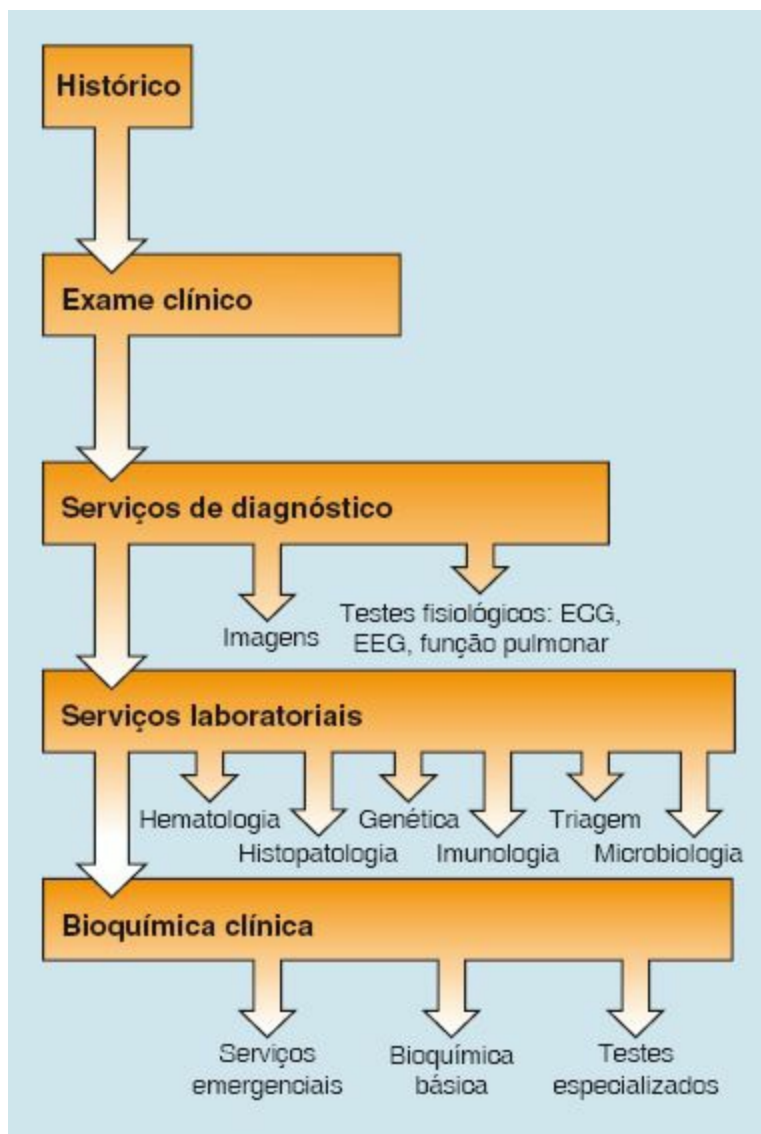 Histórico
Exame clínico
Serviços de diagnóstico
Imagens
Testes fisiológicos: ECG,
EEG, função pulmonar
Serviços laboratoriais
Hematologia
Genética
Triagem
Histopatologia
Imunologia
Microbiologia
Bioquímica clínica
Serviços
emergenciais
Bioquímica
básica
Testes
especializados